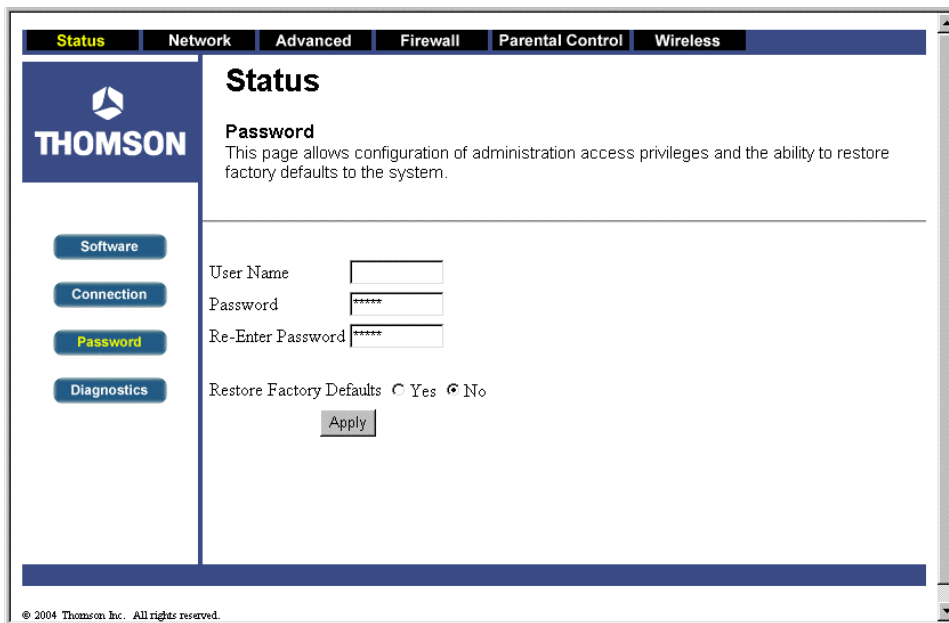 Status Network Advanced Firewall Parental Control Wireless
THOMSON
Status
Password
This page allows configuration of administration access privileges and the ability to restore
factory defaults to the system.
Software
Connection
Password
Diagnostics
User Name
Password *****
Re-Enter Password *****
Restore Factory Defaults Yes No
Apply
© 2004 Thomson Inc. All rights reserved.